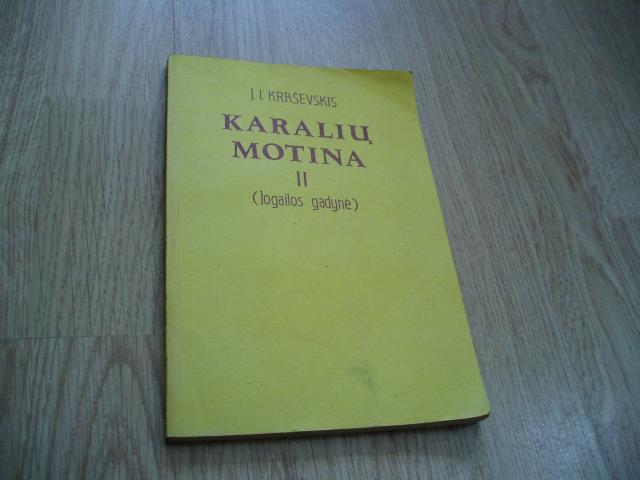 J. I. KRAŠEVSKIS
KARALIŲ
MOTINA
II
(Jogailos gadynė)